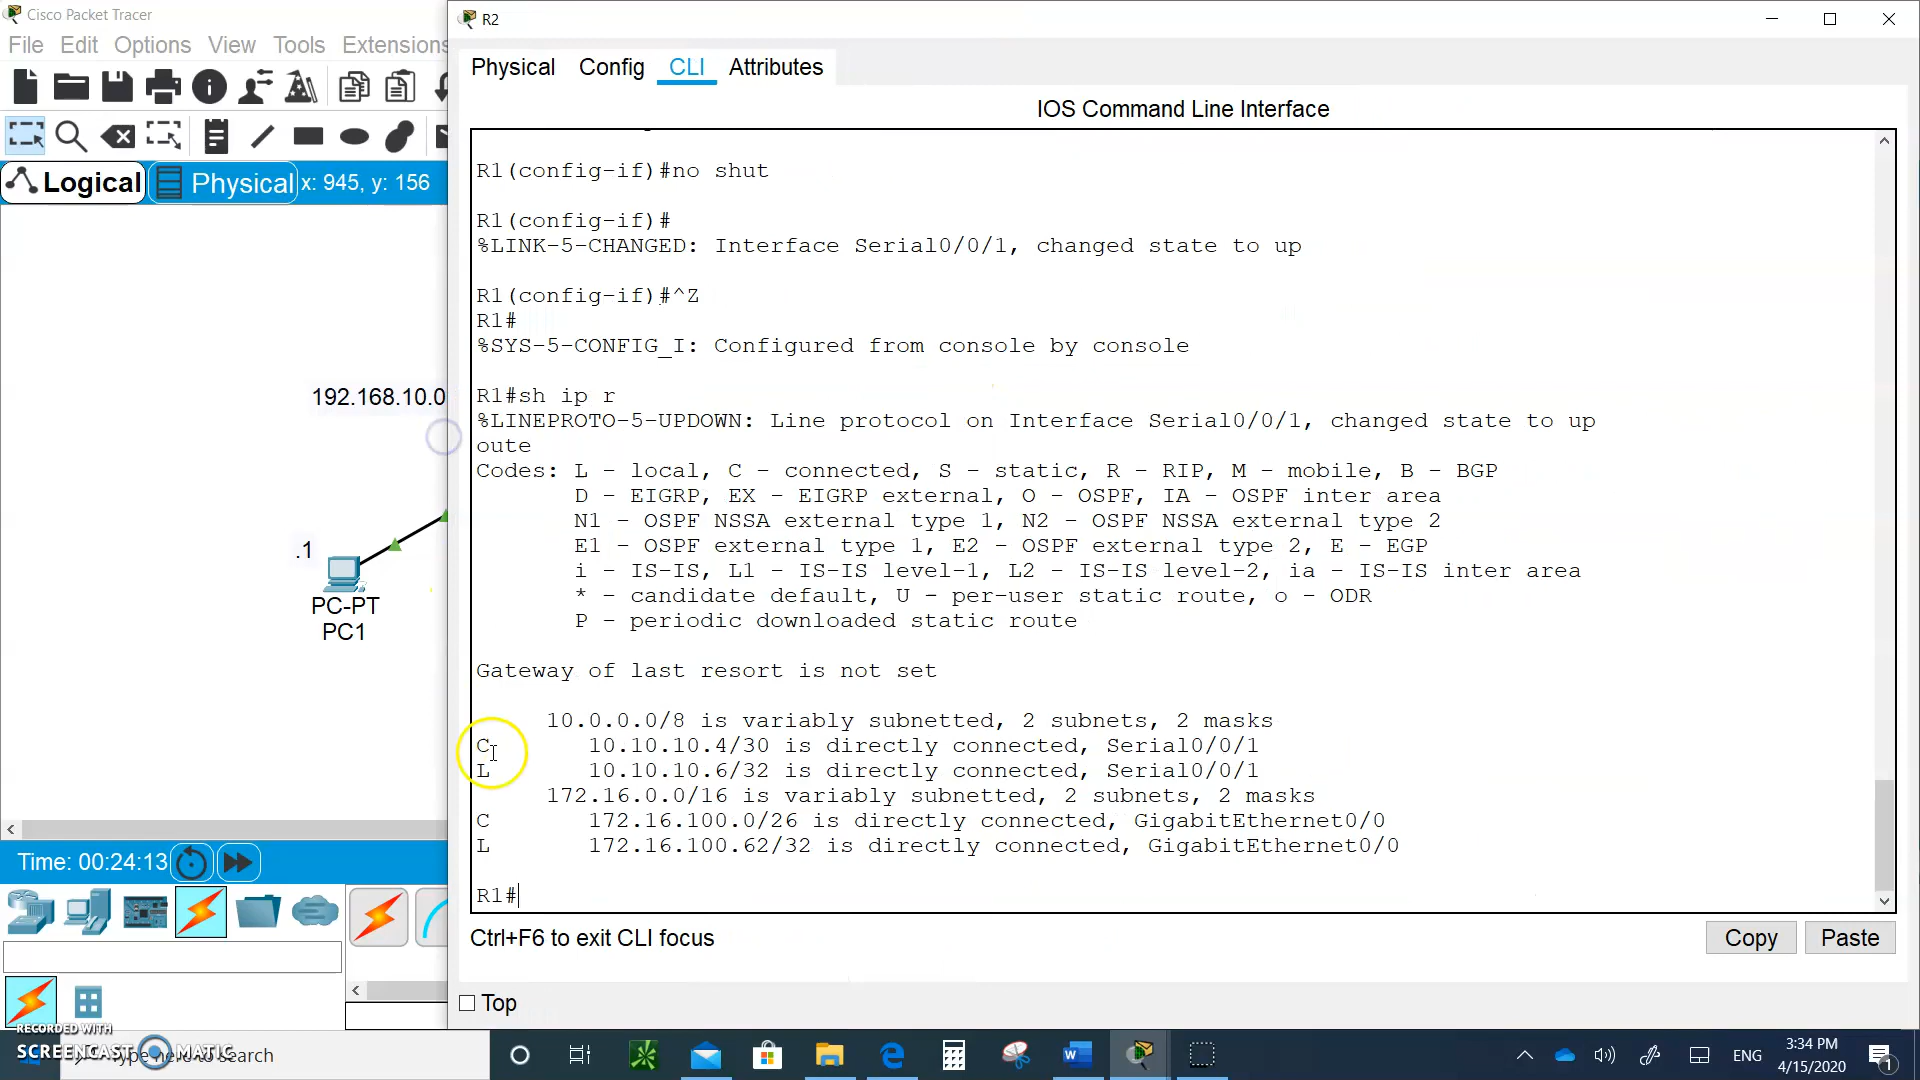 Cisco Packet Tracer
File Edit Options View Tools Extensions
Logical Physical x: 945, y: 156
192.168.10.0
.1
PC-PT
PC1
Time: 00:24:13
R2
Physical Config CLI Attributes
IOS Command Line Interface
R1(config-if)#no shut
R1(config-if)#
%LINK-5-CHANGED: Interface Serial0/0/1, changed state to up
R1(config-if)#^Z
R1#
%SYS-5-CONFIG_I: Configured from console by console
R1#sh ip r
%LINEPROTO-5-UPDOWN: Line protocol on Interface Serial0/0/1, changed state to up
oute
Codes: L - local, C - connected, S - static, R - RIP, M - mobile, B - BGP
D - EIGRP, EX - EIGRP external, O - OSPF, IA - OSPF inter area
N1 - OSPF NSSA external type 1, N2 - OSPF NSSA external type 2
E1 - OSPF external type 1, E2 - OSPF external type 2, E - EGP
i - IS-IS, L1 - IS-IS level-1, L2 - IS-IS level-2, ia - IS-IS inter area
* - candidate default, U - per-user static route, o - ODR
P - periodic downloaded static route
Gateway of last resort is not set
10.0.0.0/8 is variably subnetted, 2 subnets, 2 masks
C 10.10.10.4/30 is directly connected, Serial0/0/1
L 10.10.10.6/32 is directly connected, Serial0/0/1
172.16.0.0/16 is variably subnetted, 2 subnets, 2 masks
C 172.16.100.0/26 is directly connected, GigabitEthernet0/0
L 172.16.100.62/32 is directly connected, GigabitEthernet0/0
R1#
Ctrl+F6 to exit CLI focus
Copy Paste
Top
RECORDED WITH
SCREENCAST MATIC
Type here to search
ENG
3:34 PM
4/15/2020
1